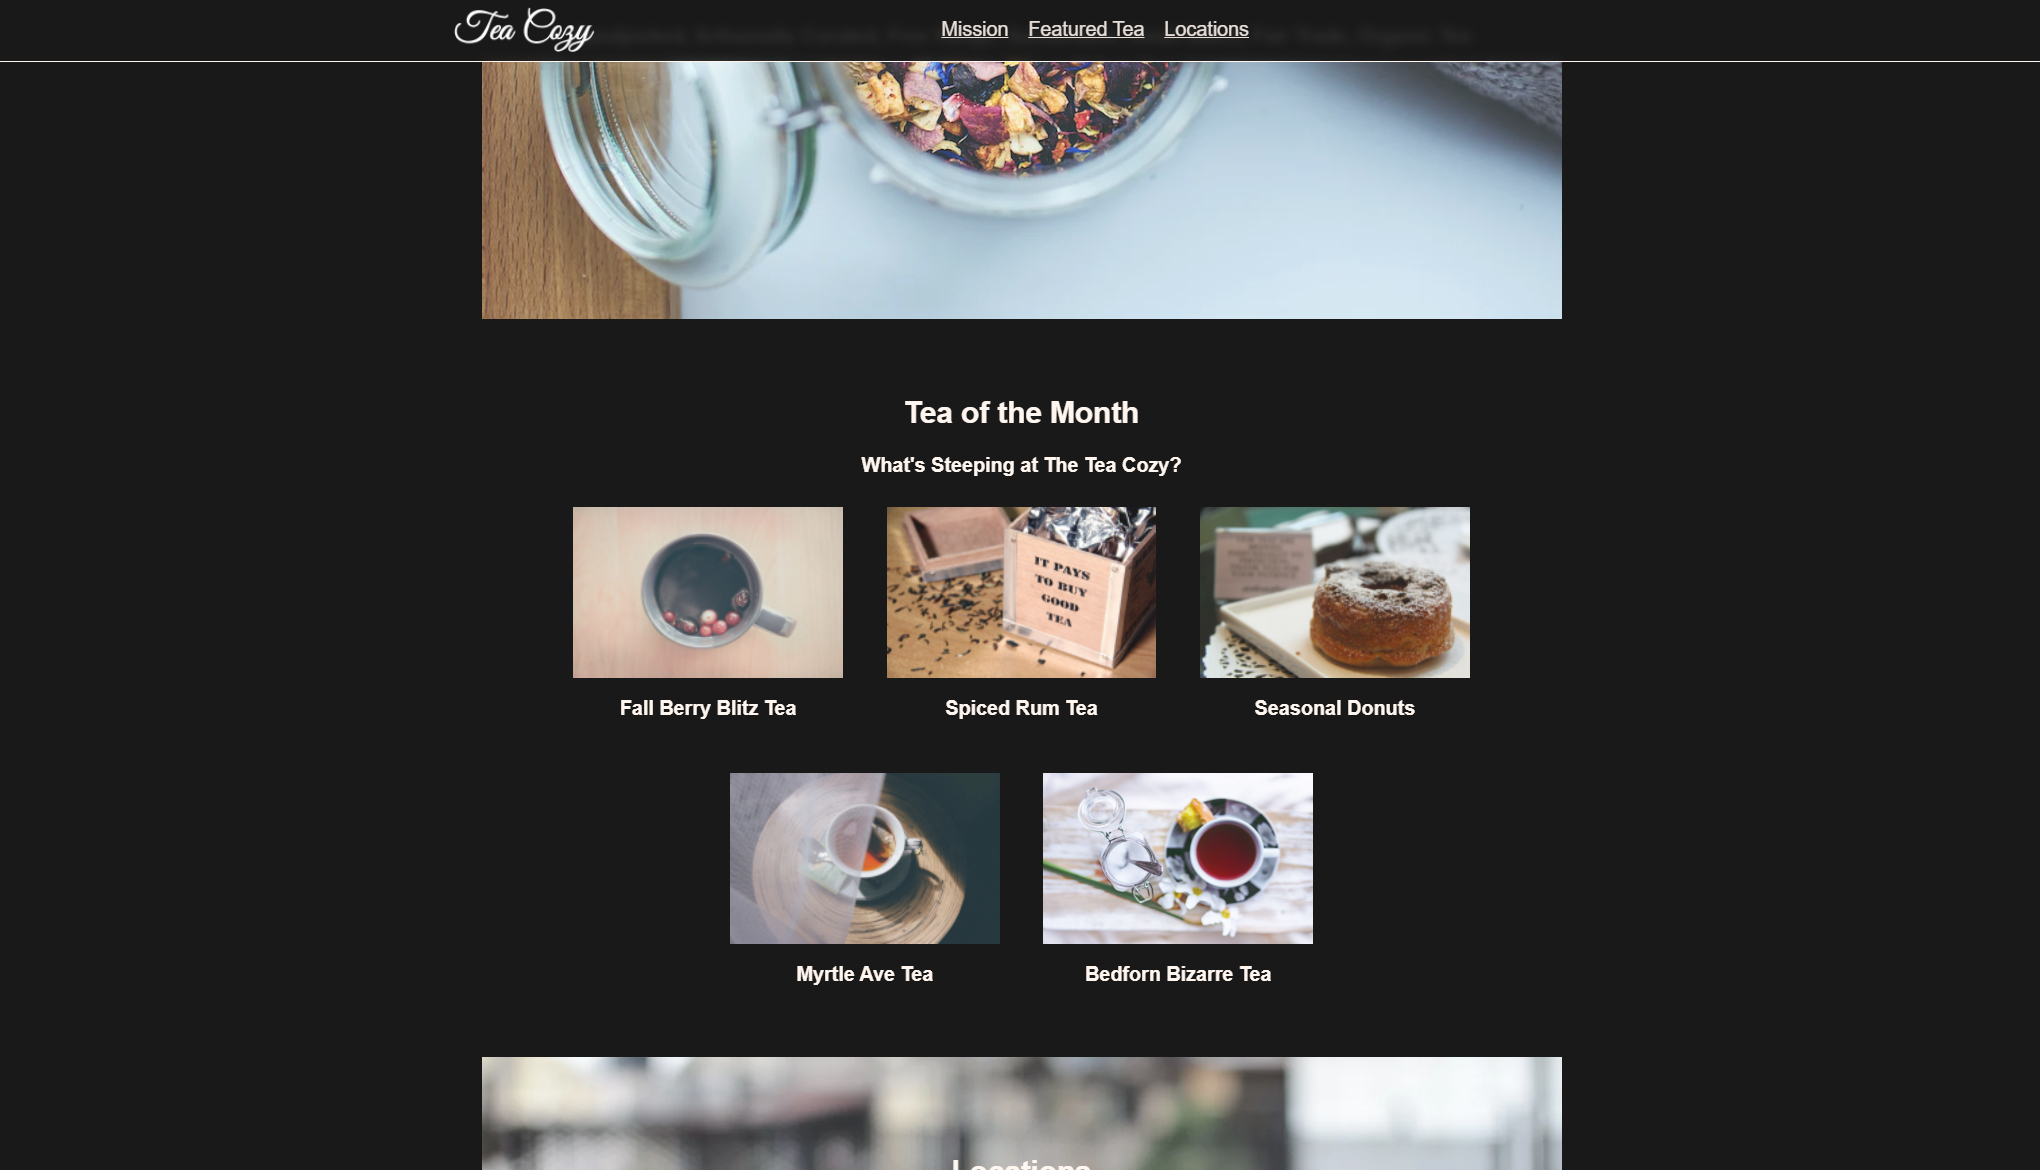 Tea Cozy
Mission Featured Tea Locations
Tea of the Month
What's Steeping at The Tea Cozy?
IT PAYS
TO BUY
GOOD
TEA
Fall Berry Blitz Tea
Spiced Rum Tea
Seasonal Donuts
Myrtle Ave Tea
Bedforn Bizarre Tea
Locations